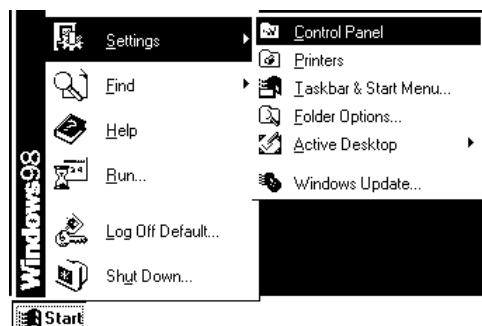 Settings
Find
Help
Run...
Log Off Default...
Shut Down...
Control Panel
Printers
Taskbar & Start Menu...
Folder Options...
Active Desktop
Windows Update...
Windows98
Start